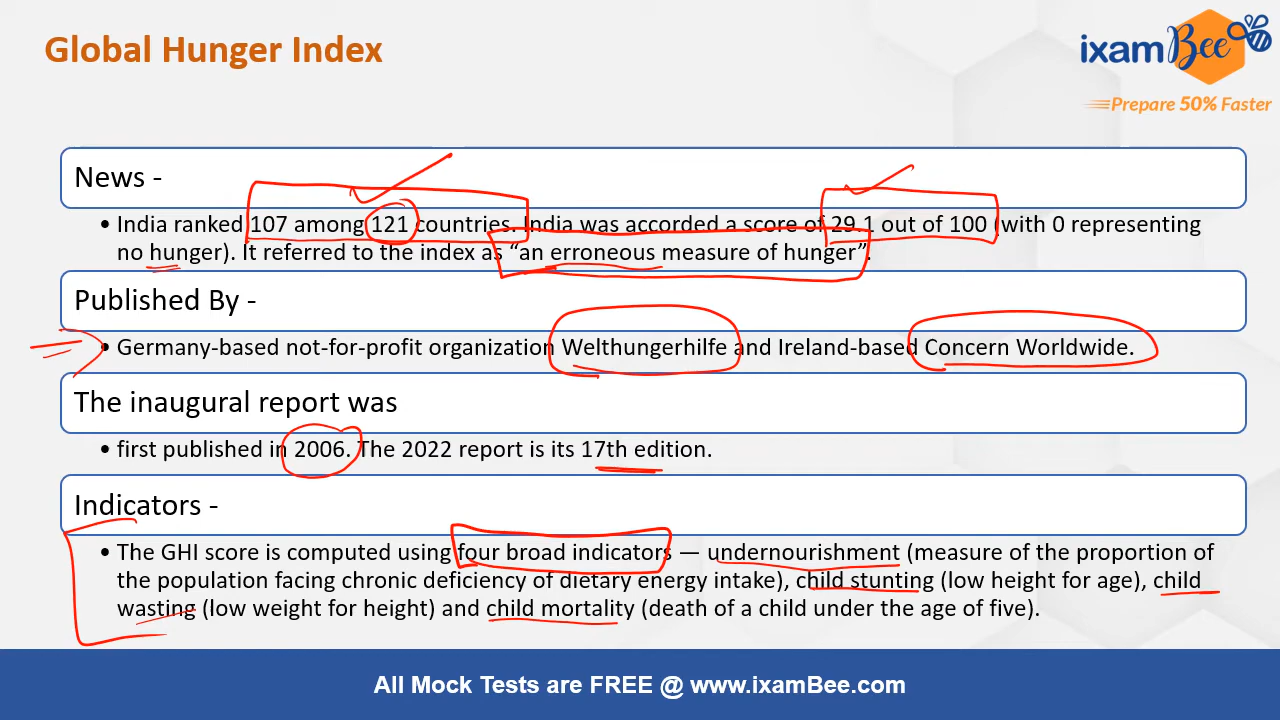 Global Hunger Index
ixamBee
Prepare 50% Faster
News -
• India ranked 107 among 121 countries. India was accorded a score of 29.1 out of 100 (with 0 representing
no hunger). It referred to the index as “an erroneous measure of hunger”.
Published By -
• Germany-based not-for-profit organization Welthungerhilfe and Ireland-based Concern Worldwide.
The inaugural report was
• first published in 2006. The 2022 report is its 17th edition.
Indicators -
• The GHI score is computed using four broad indicators — undernourishment (measure of the proportion of
the population facing chronic deficiency of dietary energy intake), child stunting (low height for age), child
wasting (low weight for height) and child mortality (death of a child under the age of five).
All Mock Tests are FREE @ www.ixamBee.com